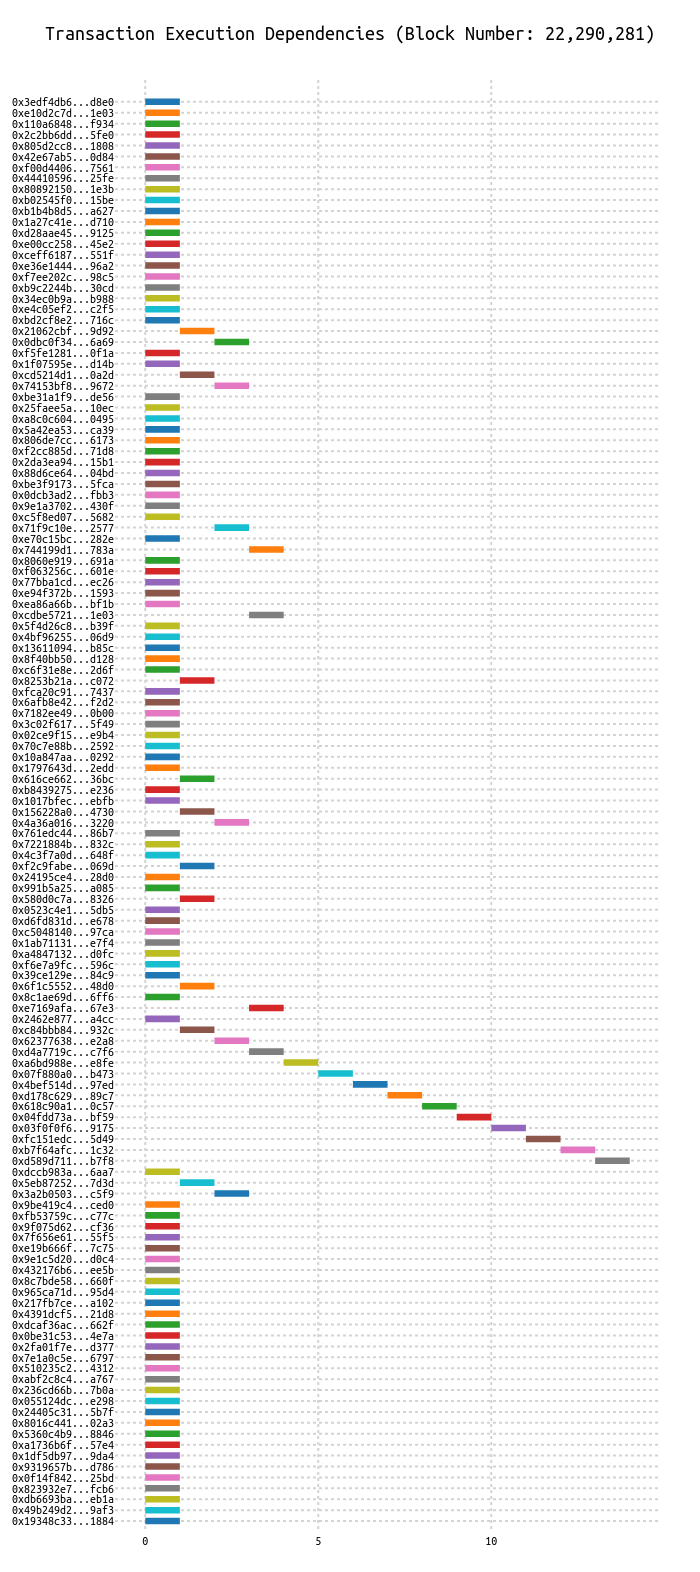 Transaction Execution Dependencies (Block Number: 22,290,281)
0x3edf4db6...d8e0
0xe10d2c7d...1e03
0x110a6848...f934
0x2c2bb6dd...5fe0
0x805d2cc8...1808
0x42e67ab5...0d84
0xf00d4406...7561
0x44410596...25fe
0x80892150...1e3b
0xb02545f0...15be
0xb1b4b8d5...a627
0x1a27c41e...d710
0xd28aae45...9125
0xe00cc258...45e2
0xceff6187...551f
0xe36e1444...96a2
0xf7ee202c...98c5
0xb9c2244b...30cd
0x34ec0b9a...b988
0xe4c05ef2...c2f5
0xbd2cf8e2...716c
0x21062cbf...9d92
0x0dbc0f34...6a69
0xf5fe1281...0f1a
0x1f07595e...d14b
0xcd5214d1...0a2d
0x74153bf8...9672
0xbe31a1f9...de56
0x25faee5a...10ec
0xa8c0c604...0495
0x5a42ea53...ca39
0x806de7cc...6173
0xf2cc885d...71d8
0x2da3ea94...15b1
0x88d6ce64...04bd
0xbe3f9173...5fca
0x0dcb3ad2...fbb3
0x9e1a3702...430f
0xc5f8ed07...5682
0x71f9c10e...2577
0xe70c15bc...282e
0x744199d1...783a
0x8060e919...691a
0xf063256c...601e
0x77bba1cd...ec26
0xe94f372b...1593
0xea86a66b...bf1b
0xcdbe5721...1e03
0x5f4d26c8...b39f
0x4bf96255...06d9
0x13611094...b85c
0x8f40bb50...d128
0xc6f31e8e...2d6f
0x8253b21a...c072
0xfca20c91...7437
0x6afb8e42...f2d2
0x7182ee49...0b00
0x3c02f617...5f49
0x02ce9f15...e9b4
0x70c7e88b...2592
0x10a847aa...0292
0x1797643d...2edd
0x616ce662...36bc
0xb8439275...e236
0x1017bfec...ebfb
0x156228a0...4730
0x4a36a016...3220
0x761edc44...86b7
0x7221884b...832c
0x4c3f7a0d...648f
0xf2c9fabe...069d
0x24195ce4...28d0
0x991b5a25...a085
0x580d0c7a...8326
0x0523c4e1...5db5
0xd6fd831d...e678
0xc5048140...97ca
0x1ab71131...e7f4
0xa4847132...d0fc
0xf6e7a9fc...596c
0x39ce129e...84c9
0x6f1c5552...48d0
0x8c1ae69d...6ff6
0xe7169afa...67e3
0x2462e877...a4cc
0xc84bbb84...932c
0x62377638...e2a8
0xd4a7719c...c7f6
0xa6bd988e...e8fe
0x07f880a0...b473
0x4bef514d...97ed
0xd178c629...89c7
0x618c90a1...0c57
0x04fdd73a...bf59
0x03f0f0f6...9175
0xfc151edc...5d49
0xb7f64afc...1c32
0xd589d711...b7f8
0xdccb983a...6aa7
0x5eb87252...7d3d
0x3a2b0503...c5f9
0x9be419c4...ced0
0xfb53759c...c77c
0x9f075d62...cf36
0x7f656e61...55f5
0xe19b666f...7c75
0x9e1c5d20...d0c4
0x432176b6...ee5b
0x8c7bde58...660f
0x965ca71d...95d4
0x217fb7ce...a102
0x4391dcf5...21d8
0xdcaf36ac...662f
0x0be31c53...4e7a
0x2fa01f7e...d377
0x7e1a0c5e...6797
0x510235c2...4312
0xabf2c8c4...a767
0x236cd66b...7b0a
0x055124dc...e298
0x24405c31...5b7f
0x8016c441...02a3
0x5360c4b9...8846
0xa1736b6f...57e4
0x1df5db97...9da4
0x9319657b...d786
0x0f14f842...25bd
0x823932e7...fcb6
0xdb6693ba...eb1a
0x49b249d2...9af3
0x19348c33...1884
0 5 10